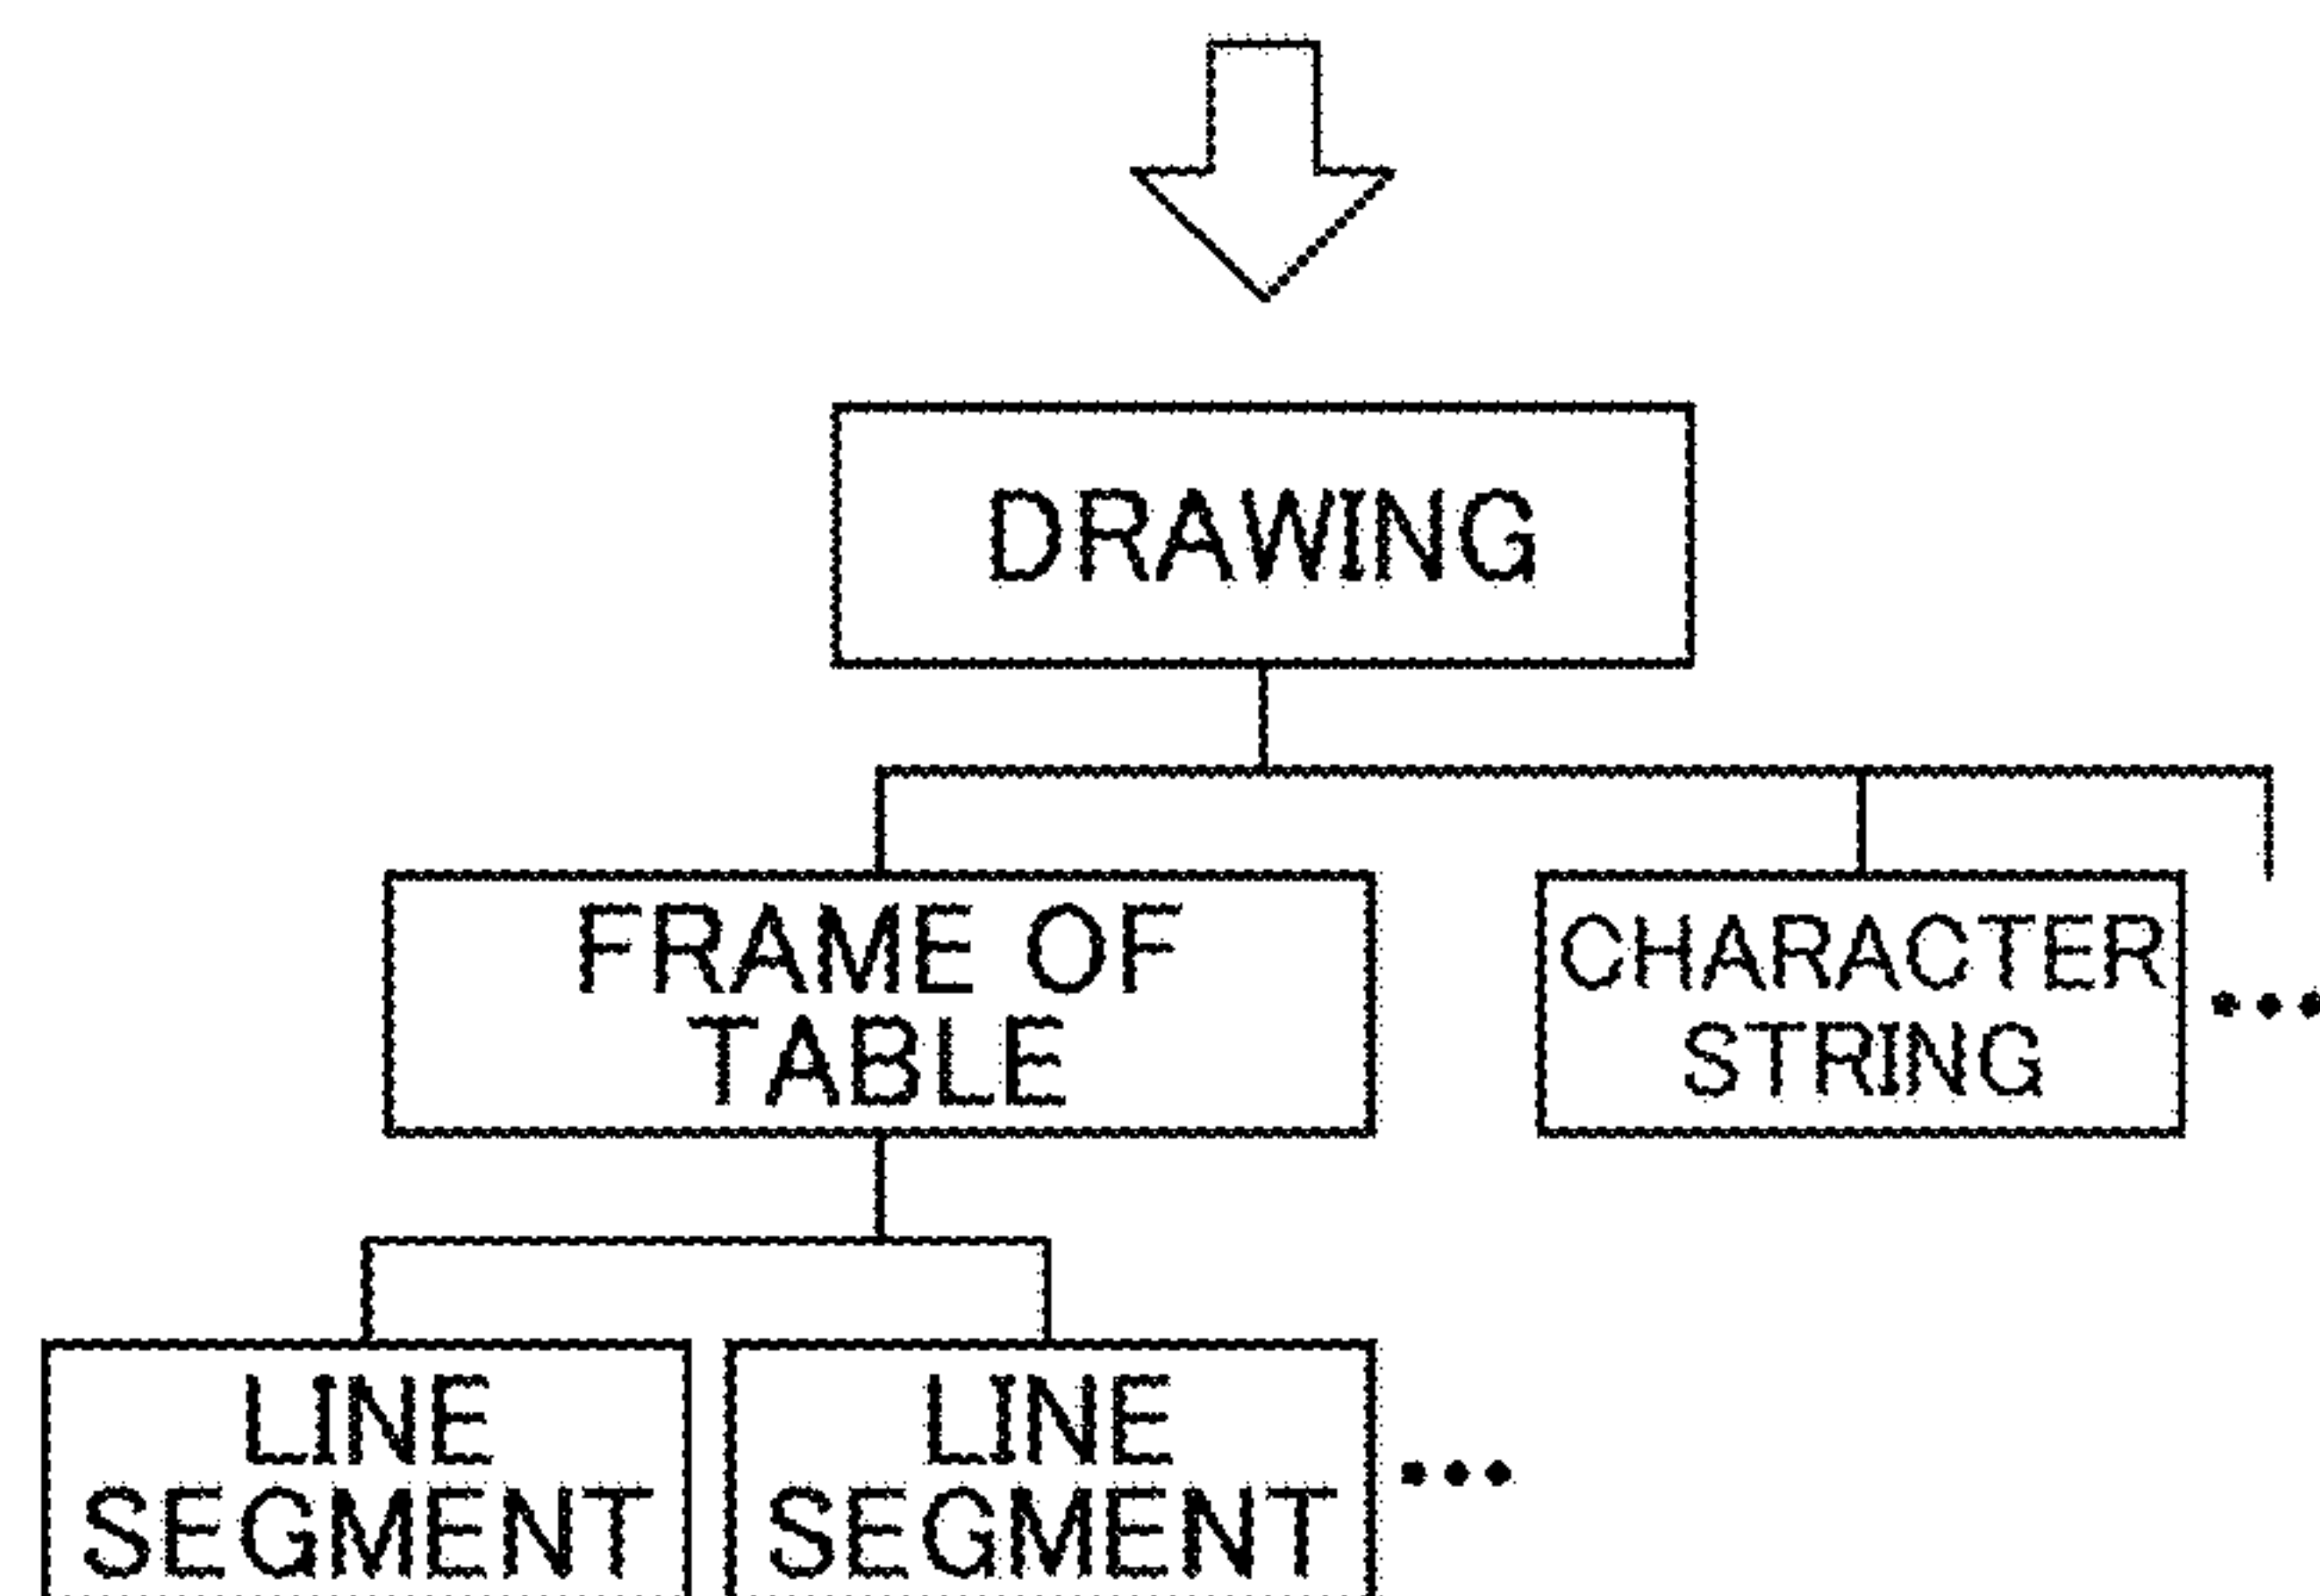 DRAWING
FRAME OF
TABLE
CHARACTER
STRING
•••
LINE
SEGMENT
LINE
SEGMENT
•••